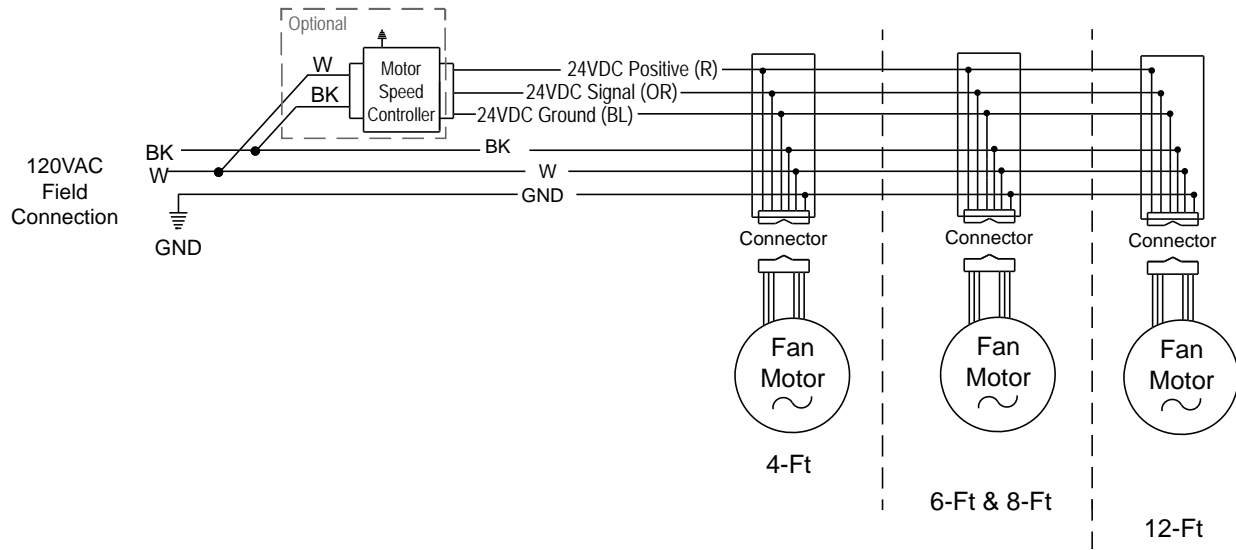 Optional
W
BK
Motor
Speed
Controller
24VDC Positive (R)
24VDC Signal (OR)
24VDC Ground (BL)
BK
W
GND
120VAC
Field
Connection
BK
W
GND
Connector
Connector
Connector
Fan
Motor
Fan
Motor
Fan
Motor
4-Ft
6-Ft & 8-Ft
12-Ft